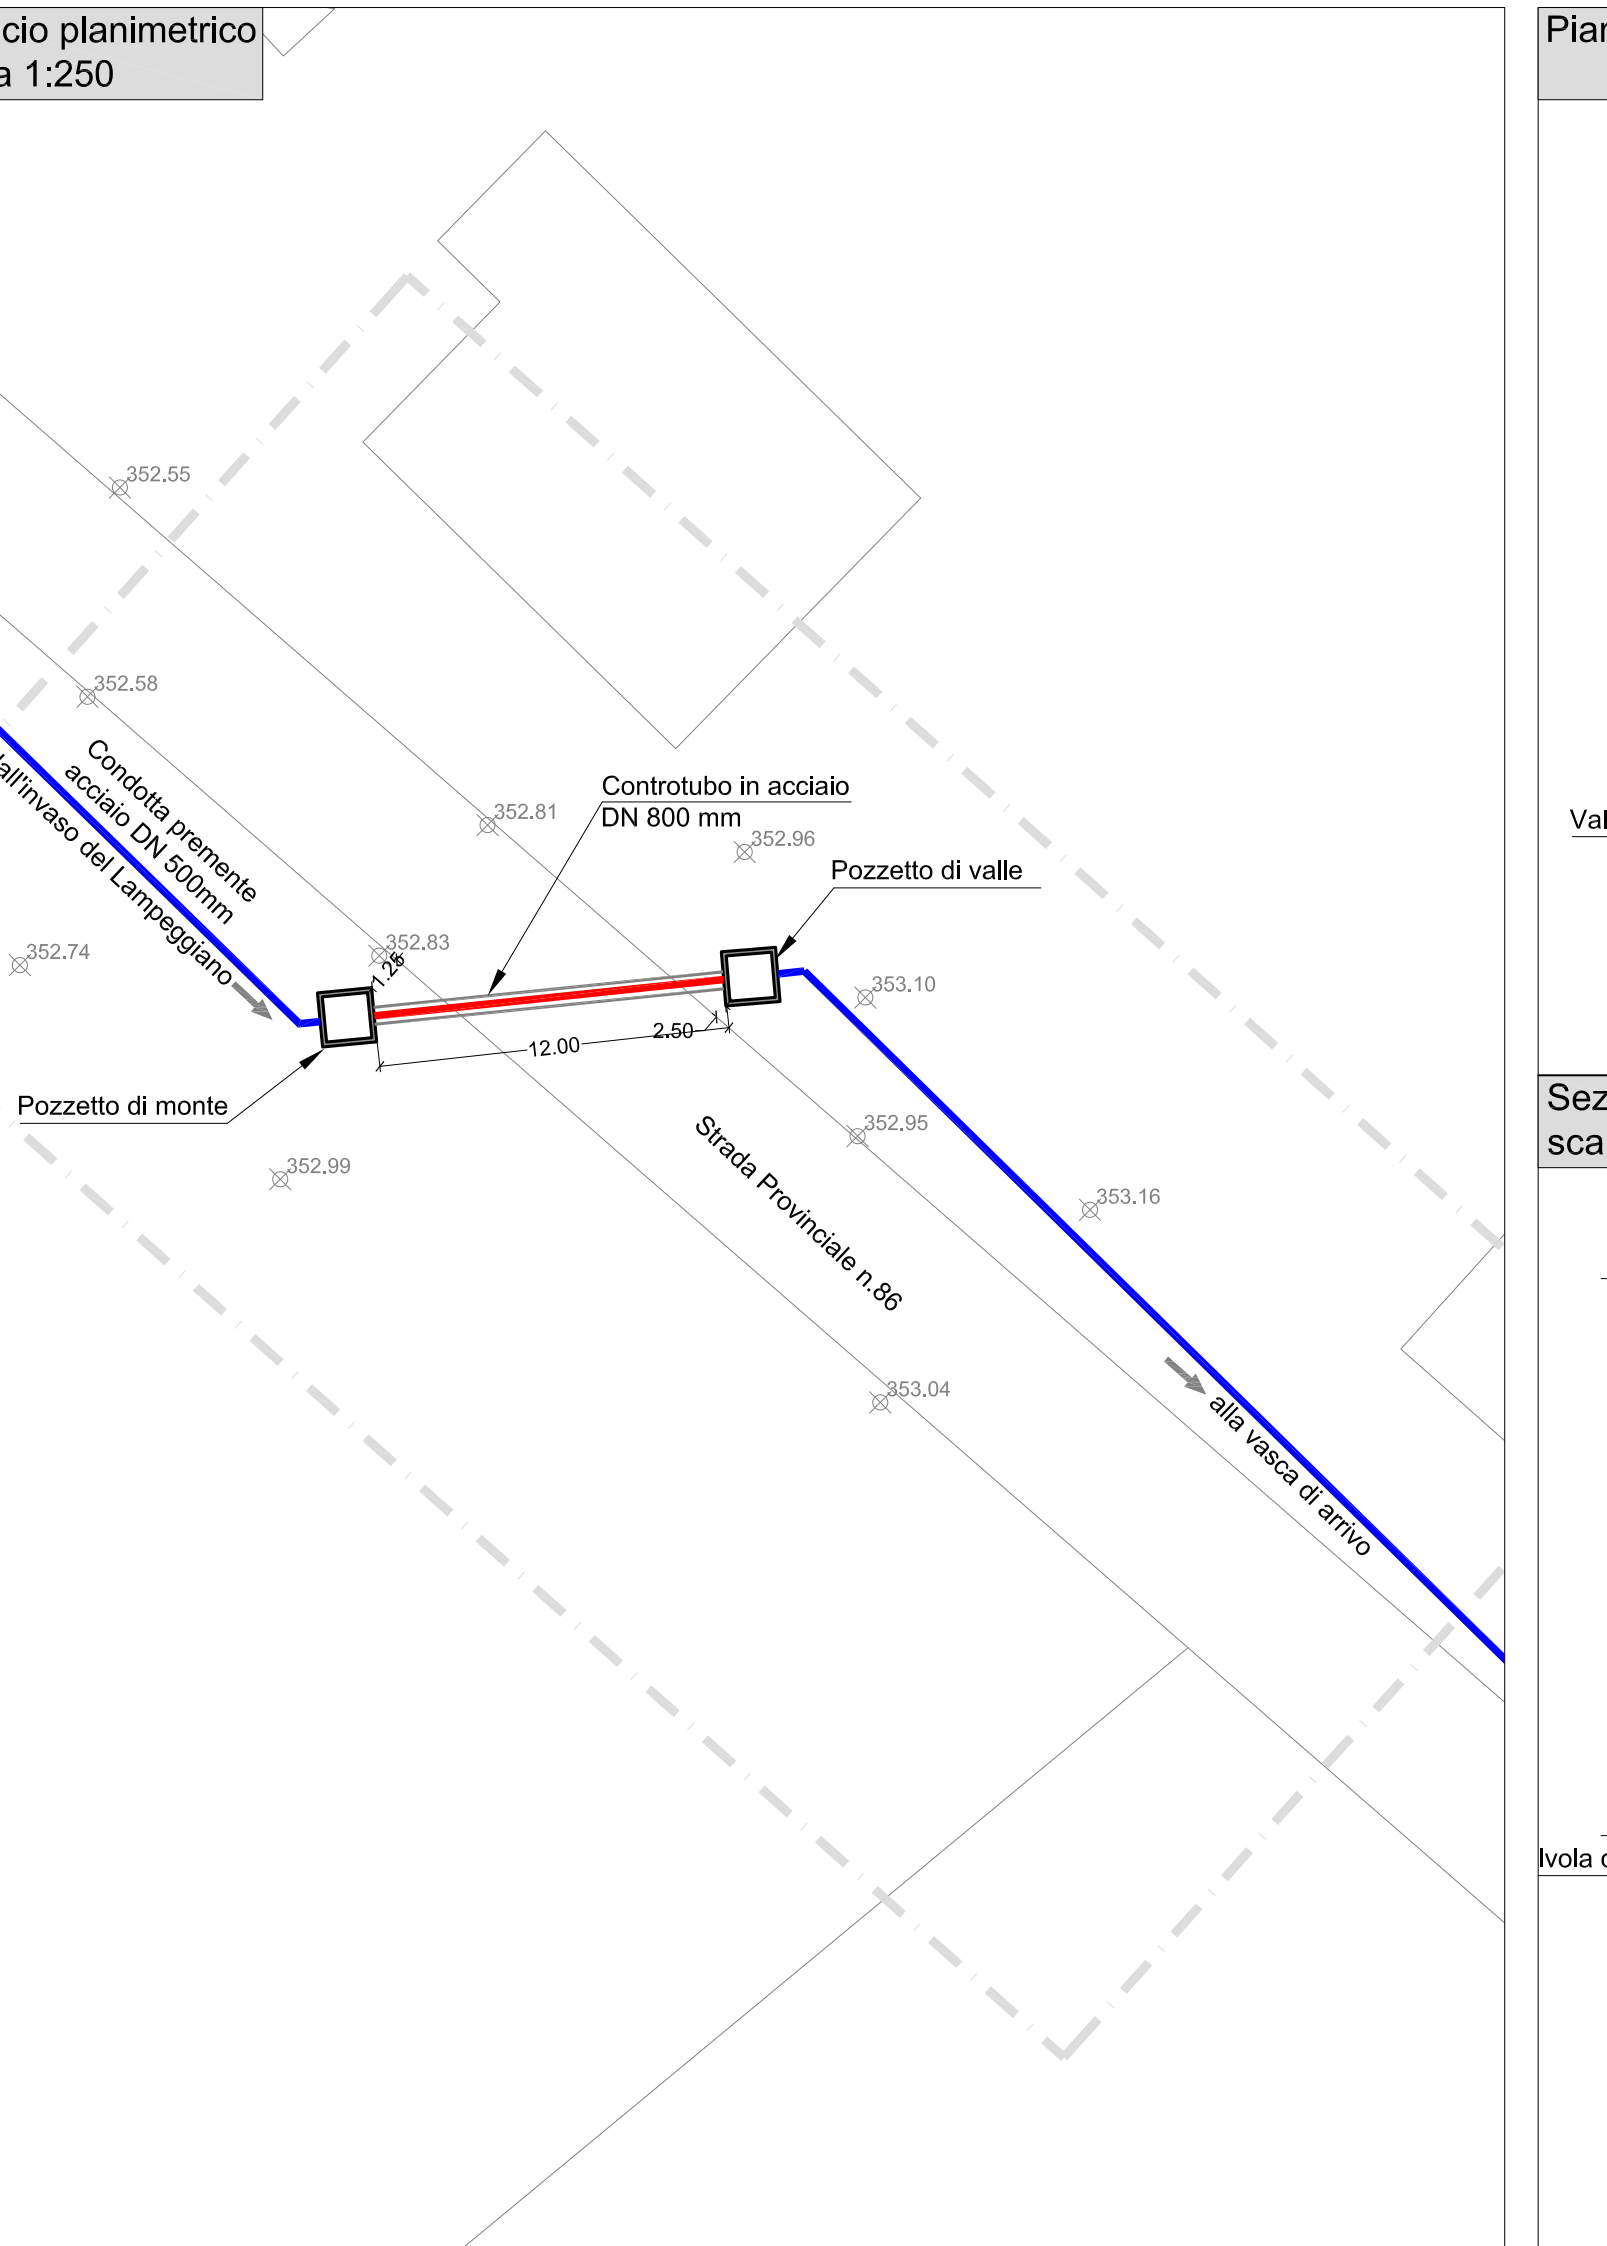 cio planimetrico
a 1:250
Pian
352.55
352.58
Condotta premente
acciaio DN 500mm
all'invaso del Lampeggiano
Controtubo in acciaio
DN 800 mm
352.81
352.96
Val
Pozzetto di valle
352.83
352.74
1.25
353.10
2.50
12.00
Pozzetto di monte
Sez
sca
352.95
Strada Provinciale n.86
352.99
353.16
353.04
alla vasca di arrivo
lvola